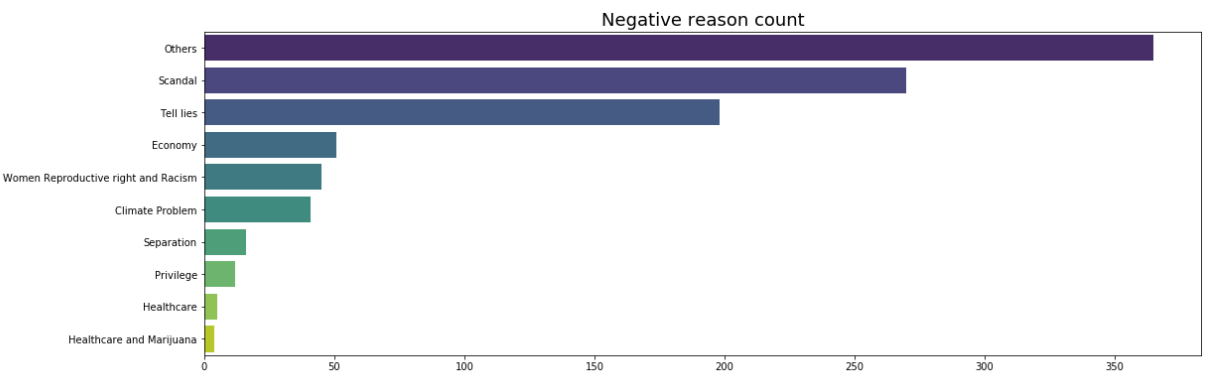 Negative reason count
Others
Scandal
Tell lies
Economy
Women Reproductive right and Racism
Climate Problem
Separation
Privilege
Healthcare
Healthcare and Marijuana
0 50 100 150 200 250 300 350